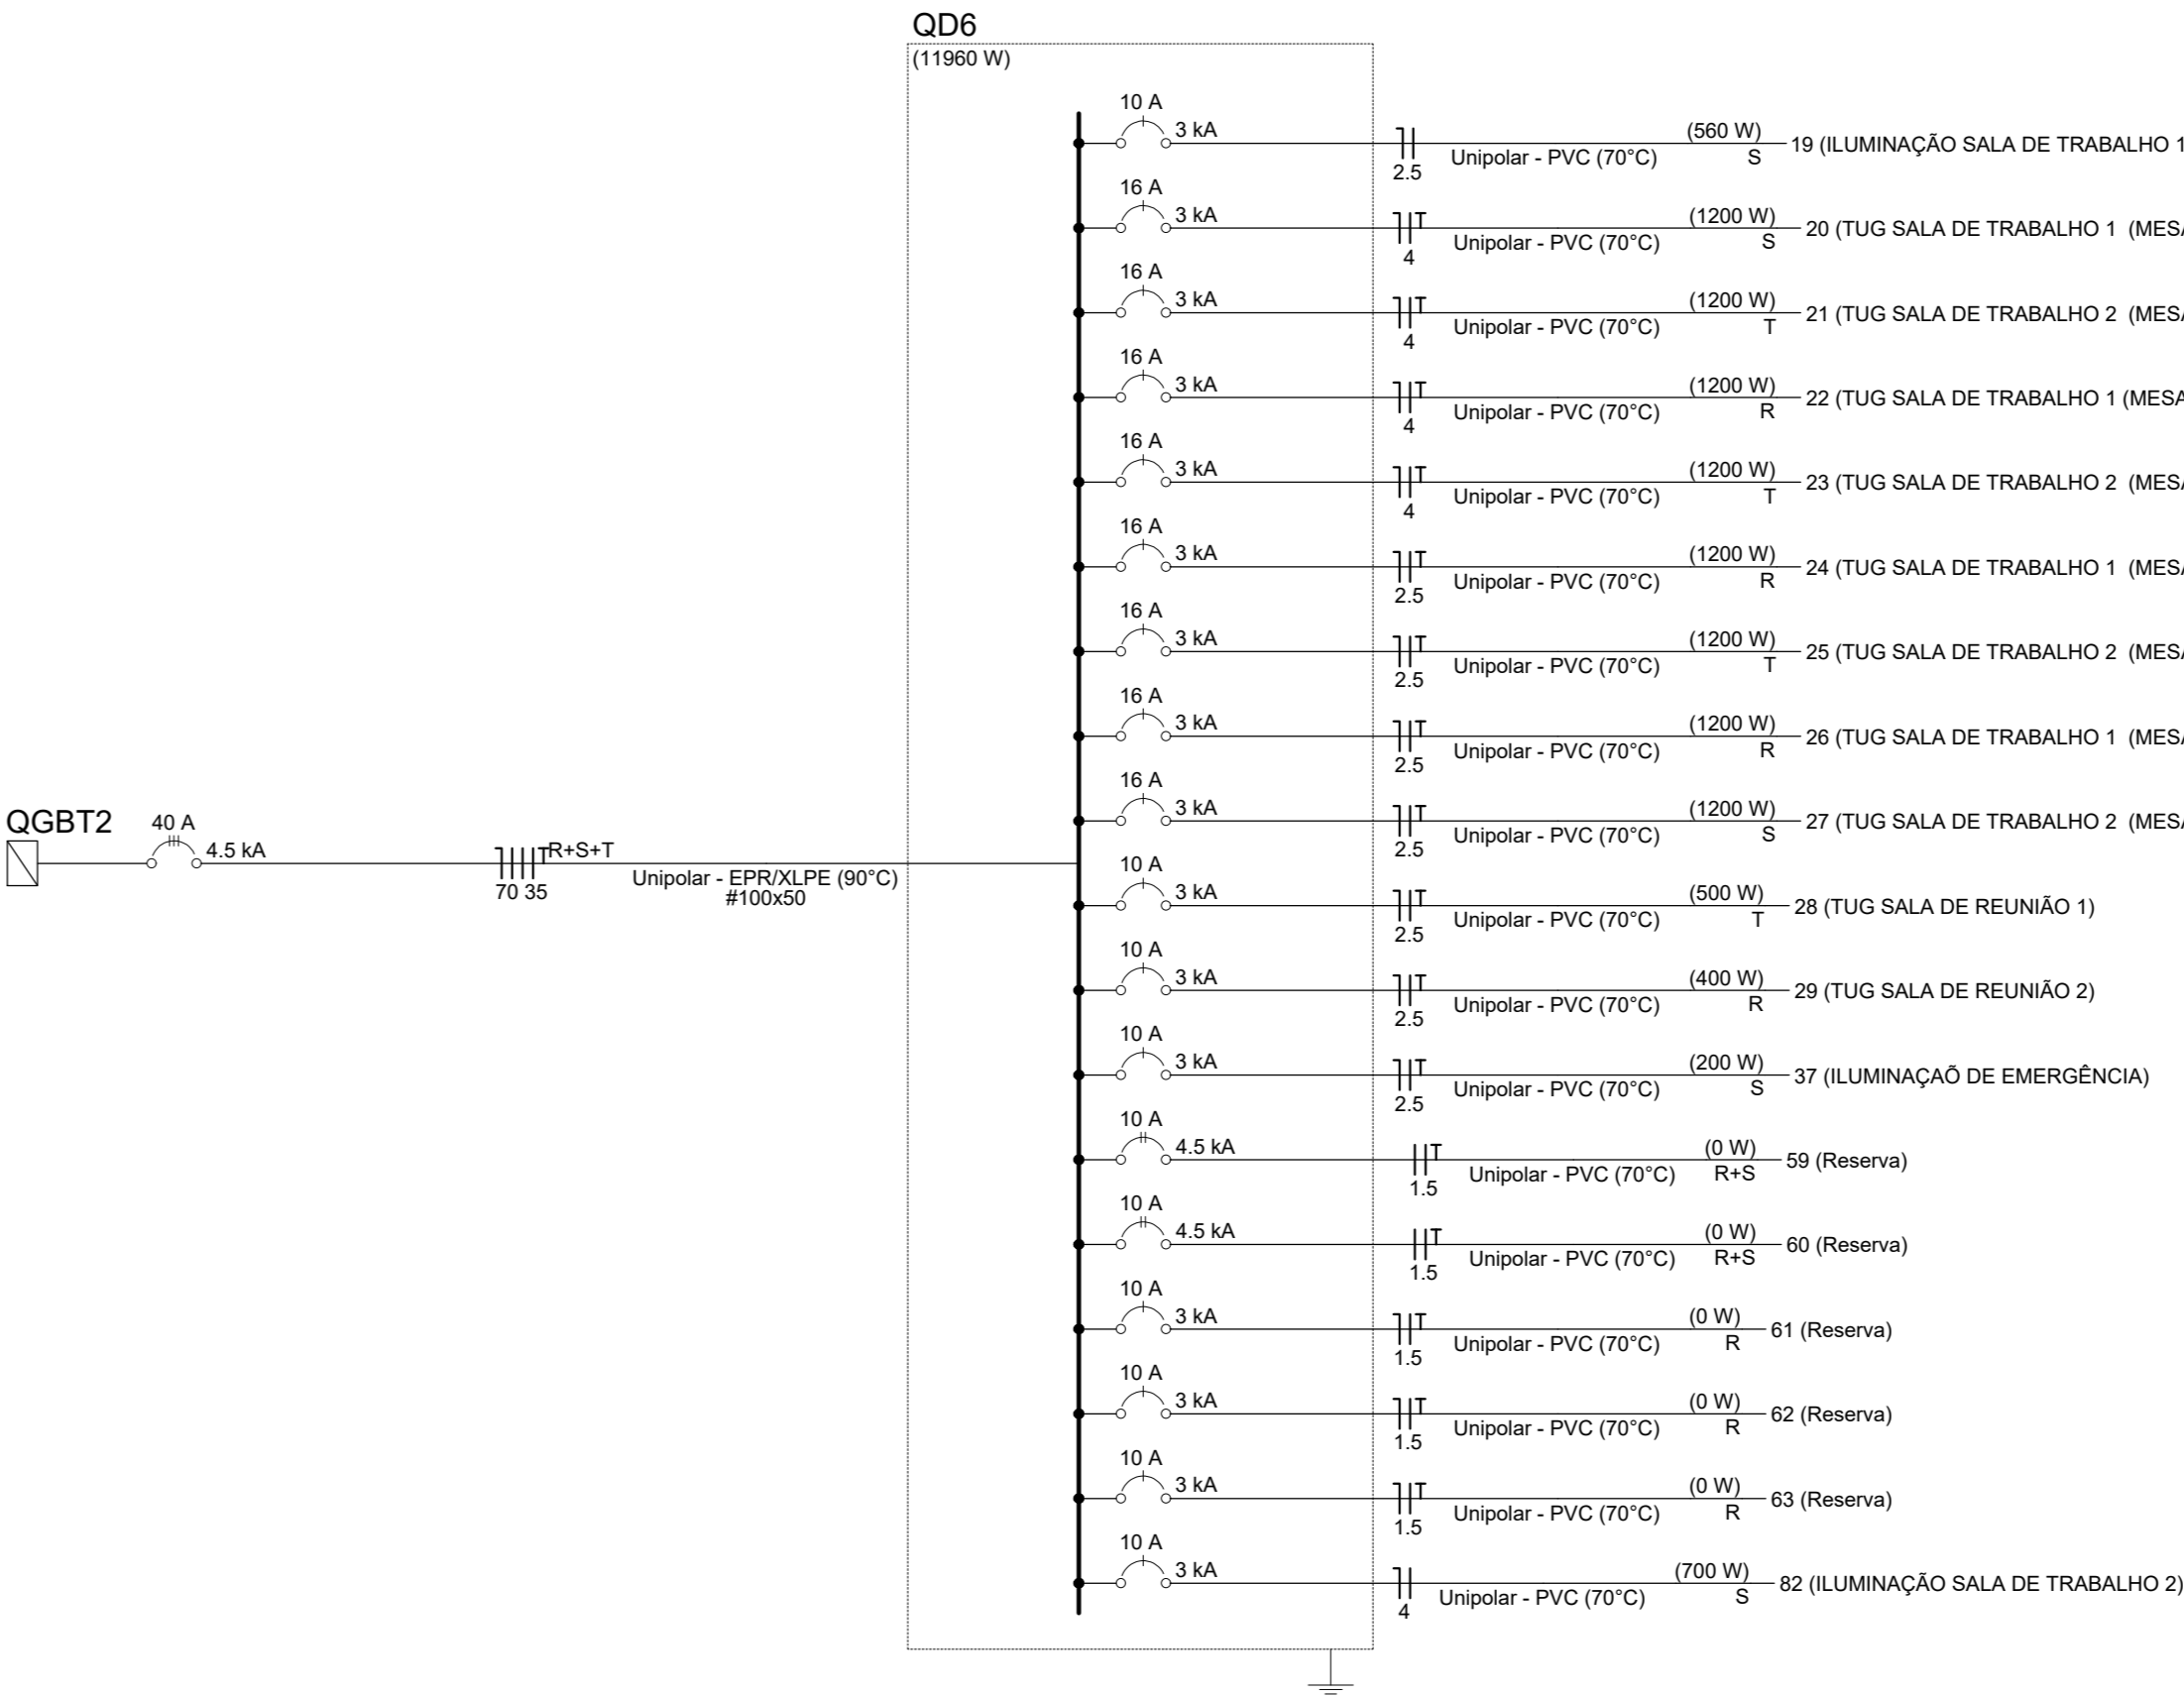 QD6
(11960 W)
10 A
3 kA
2.5
Unipolar - PVC (70°C)
(560 W)
S
19 (ILUMINAÇÃO SALA DE TRABALHO 1
16 A
3 kA
4
Unipolar - PVC (70°C)
(1200 W)
S
20 (TUG SALA DE TRABALHO 1 (MESA
16 A
3 kA
4
Unipolar - PVC (70°C)
(1200 W)
T
21 (TUG SALA DE TRABALHO 2 (MESA
16 A
3 kA
4
Unipolar - PVC (70°C)
(1200 W)
R
22 (TUG SALA DE TRABALHO 1 (MESA
16 A
3 kA
4
Unipolar - PVC (70°C)
(1200 W)
T
23 (TUG SALA DE TRABALHO 2 (MESA
16 A
3 kA
2.5
Unipolar - PVC (70°C)
(1200 W)
R
24 (TUG SALA DE TRABALHO 1 (MESA
16 A
3 kA
2.5
Unipolar - PVC (70°C)
(1200 W)
T
25 (TUG SALA DE TRABALHO 2 (MESA
16 A
3 kA
2.5
Unipolar - PVC (70°C)
(1200 W)
R
26 (TUG SALA DE TRABALHO 1 (MESA
16 A
3 kA
2.5
Unipolar - PVC (70°C)
(1200 W)
S
27 (TUG SALA DE TRABALHO 2 (MESA
QGBT2
40 A
4.5 kA
R+S+T
70 35
Unipolar - EPR/XLPE (90°C)
#100x50
10 A
3 kA
2.5
Unipolar - PVC (70°C)
(500 W)
T
28 (TUG SALA DE REUNIÃO 1)
10 A
3 kA
2.5
Unipolar - PVC (70°C)
(400 W)
R
29 (TUG SALA DE REUNIÃO 2)
10 A
3 kA
2.5
Unipolar - PVC (70°C)
(200 W)
S
37 (ILUMINAÇAÕ DE EMERGÊNCIA)
10 A
4.5 kA
1.5
Unipolar - PVC (70°C)
(0 W)
R+S
59 (Reserva)
10 A
4.5 kA
1.5
Unipolar - PVC (70°C)
(0 W)
R+S
60 (Reserva)
10 A
3 kA
1.5
Unipolar - PVC (70°C)
(0 W)
R
61 (Reserva)
10 A
3 kA
1.5
Unipolar - PVC (70°C)
(0 W)
R
62 (Reserva)
10 A
3 kA
1.5
Unipolar - PVC (70°C)
(0 W)
R
63 (Reserva)
10 A
3 kA
4
Unipolar - PVC (70°C)
(700 W)
S
82 (ILUMINAÇÃO SALA DE TRABALHO 2)